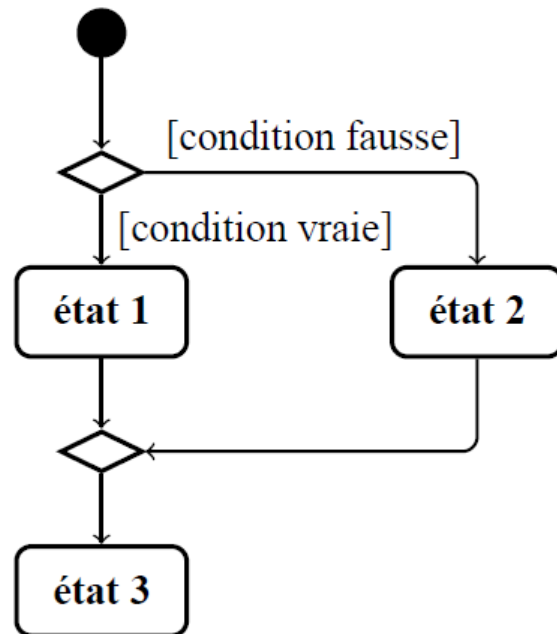 [condition fausse]
[condition vraie]
état 1
état 2
état 3